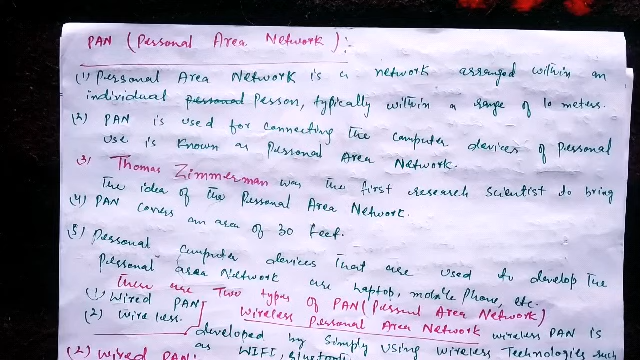 PAN (Personal Area Network):-
(1) Personal Area Network is a network arranged within an
individual personal Person, typically within a range of 10 meters.
(2) PAN is used for connecting the computer devices of personal
use is known as Personal Area Network.
(3) Thomas Zimmerman was the first research scientist to bring
the idea of the Personal Area Network.
(4) PAN covers an area of 30 feet.
(5) Personal computer devices that are used to develop the
personal area Network are laptop, mobile Phone, etc.
There are Two types of PAN (Personal Area Network)
(1) Wired PAN
(2) Wireless.
Wireless Personal Area Network wireless PAN is
developed by simply using wireless Technologies such
as WIFI, Bluetooth
(2) Wired PAN: